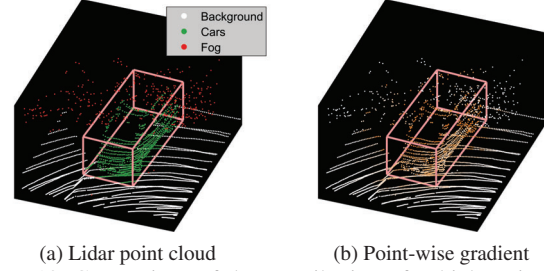 Background
Cars
Fog
(a) Lidar point cloud
(b) Point-wise gradient